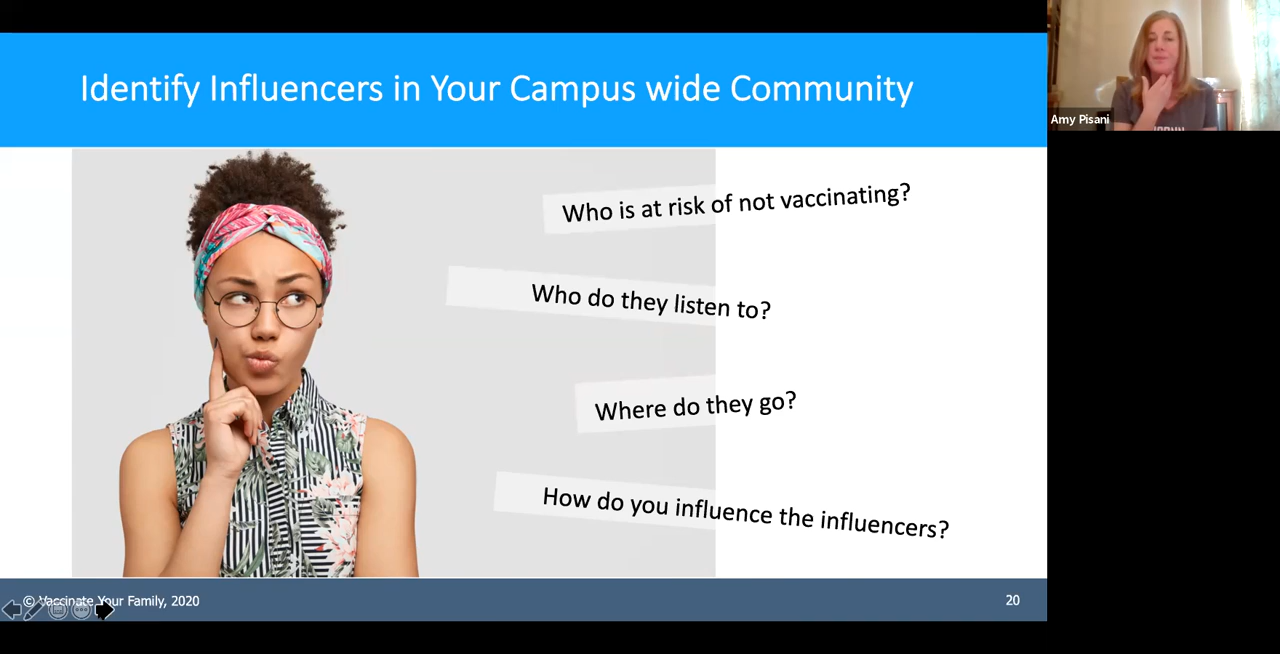 Identify Influencers in Your Campus wide Community
Amy Pisani
Who is at risk of not vaccinating?
Who do they listen to?
Where do they go?
How do you influence the influencers?
© Vaccinate Your Family, 2020
20